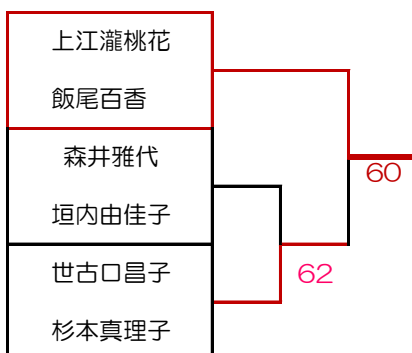 上江瀧桃花
飯尾百香
森井雅代
垣内由佳子
世古口昌子
杉本真理子
60
62